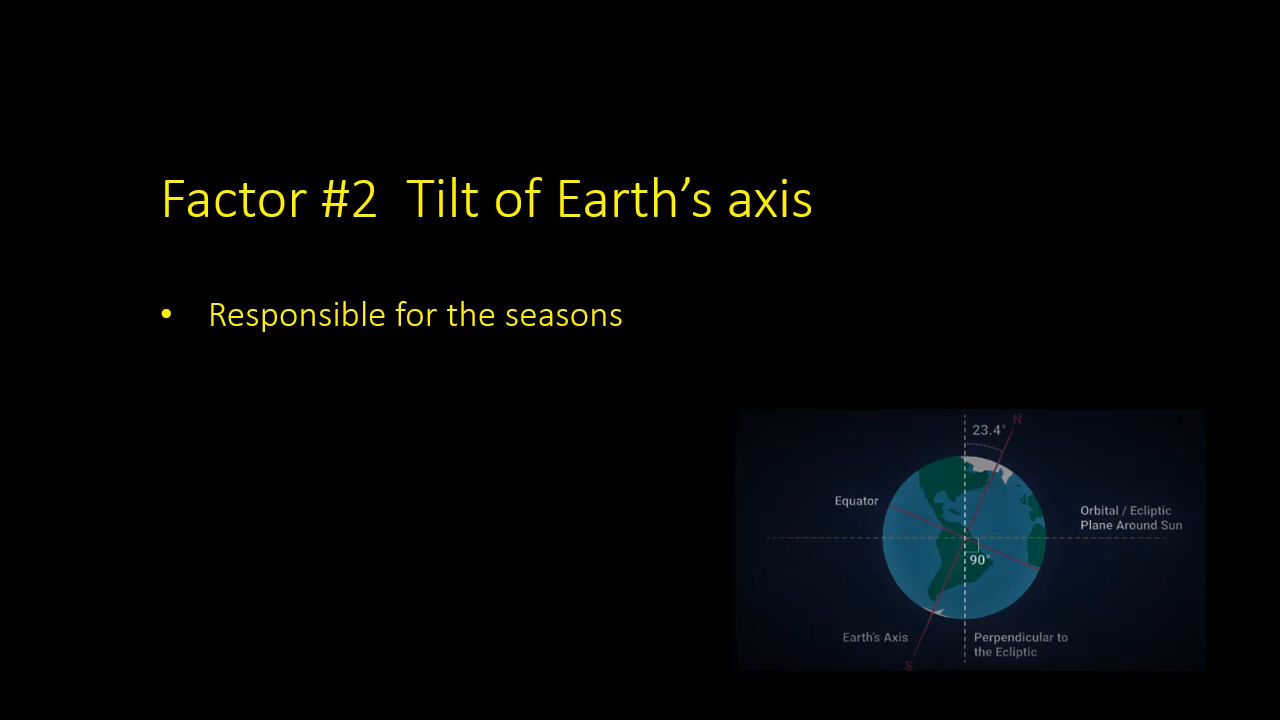 Factor #2  Tilt of Earth’s axis
• Responsible for the seasons
N
23.4°
Equator
Orbital / Ecliptic
Plane Around Sun
90°
Earth's Axis
Perpendicular to
the Ecliptic
S